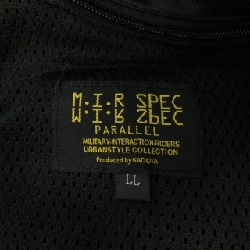 M.I.R SPEC
M.I.R SPEC
PARALLEL
MILITARY-INTERACTION-RIDERS
URBANSTYLE COLLECTION
Produced by KADOYA
LL